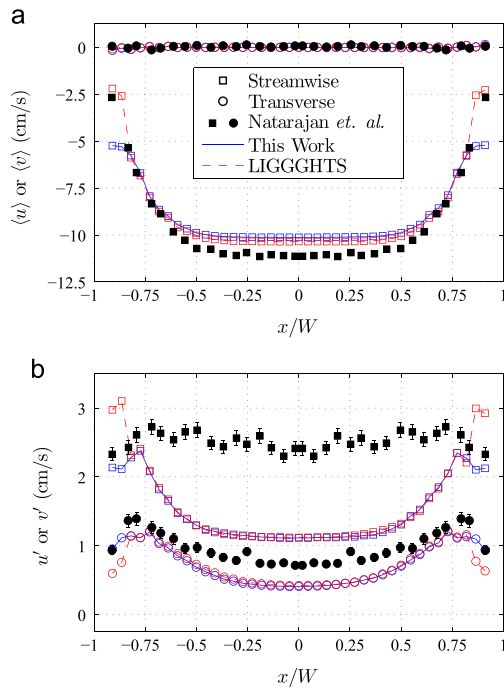 a
0
−2.5
−5
−7.5
−10
−12.5
⟨u⟩ or ⟨v⟩ (cm/s)
Streamwise
Transverse
Natarajan et. al.
This Work
LIGGGHTS
−1 −0.75 −0.5 −0.25 0 0.25 0.5 0.75 1
x/W
b
3
2
1
0
u′ or v′ (cm/s)
−1 −0.75 −0.5 −0.25 0 0.25 0.5 0.75 1
x/W